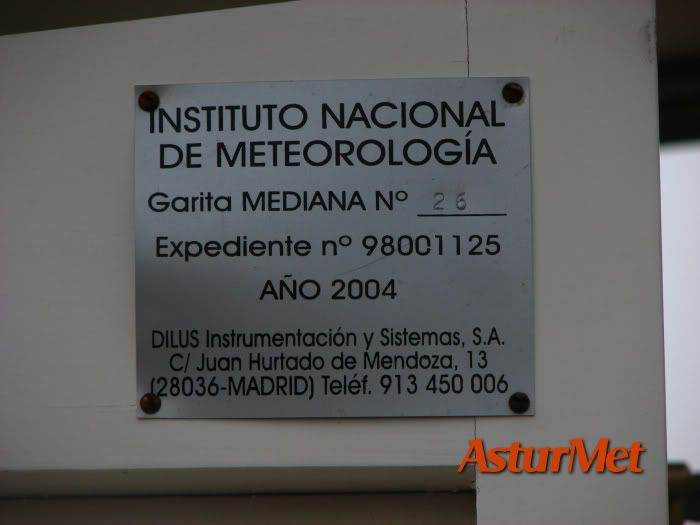 INSTITUTO NACIONAL
DE METEOROLOGÍA
Garita MEDIANA Nº 26
Expediente nº 98001125
AÑO 2004
DILUS Instrumentación y Sistemas, S.A.
C/ Juan Hurtado de Mendoza, 13
(28036-MADRID) Teléf. 913 450 006
AsturMet